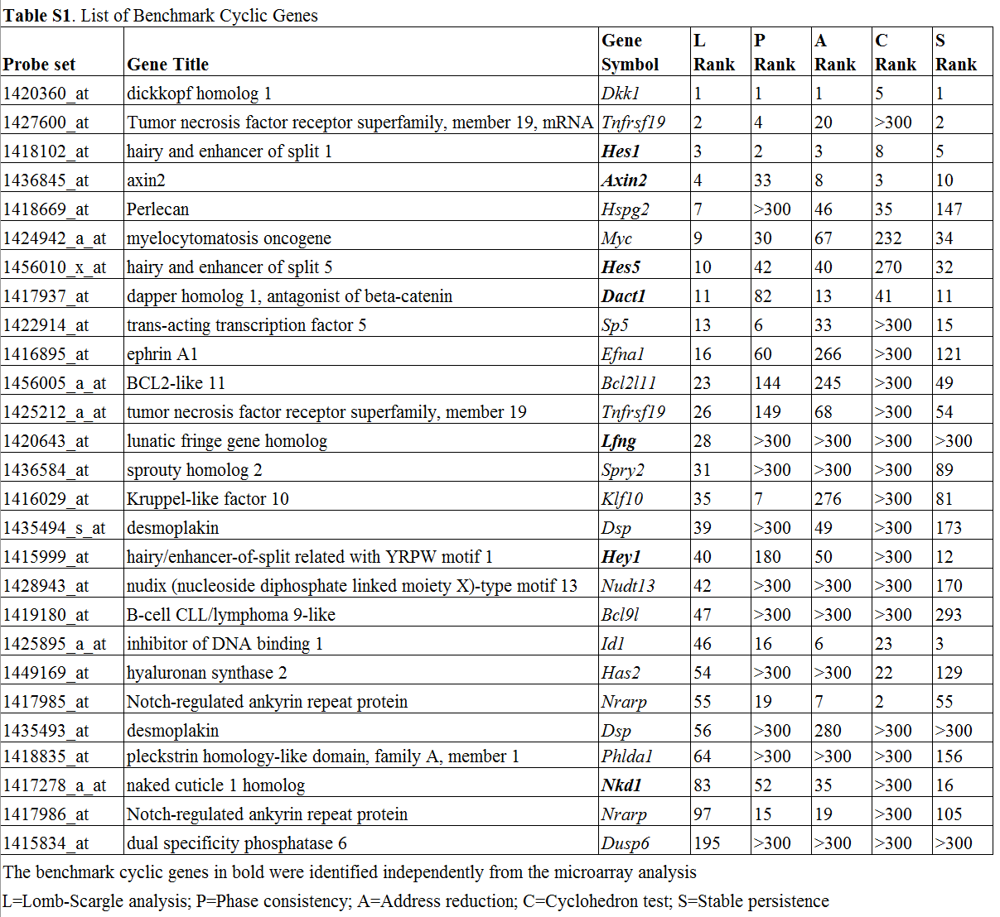 Table S1. List of Benchmark Cyclic Genes
Probe set Gene Title Gene Symbol L Rank P Rank A Rank C Rank S Rank
1420360_at dickkopf homolog 1 Dkk1 1 1 1 5 1
1427600_at Tumor necrosis factor receptor superfamily, member 19, mRNA Tnfrsf19 2 4 20 >300 2
1418102_at hairy and enhancer of split 1 Hes1 3 2 3 8 5
1436845_at axin2 Axin2 4 33 8 3 10
1418669_at Perlecan Hspg2 7 >300 46 35 147
1424942_a_at myelocytomatosis oncogene Myc 9 30 67 232 34
1456010_x_at hairy and enhancer of split 5 Hes5 10 42 40 270 32
1417937_at dapper homolog 1, antagonist of beta-catenin Dact1 11 82 13 41 11
1422914_at trans-acting transcription factor 5 Sp5 13 6 33 >300 15
1416895_at ephrin A1 Efna1 16 60 266 >300 121
1456005_a_at BCL2-like 11 Bcl2l11 23 144 245 >300 49
1425212_a_at tumor necrosis factor receptor superfamily, member 19 Tnfrsf19 26 149 68 >300 54
1420643_at lunatic fringe gene homolog Lfng 28 >300 >300 >300 >300
1436584_at sprouty homolog 2 Spry2 31 >300 >300 >300 89
1416029_at Kruppel-like factor 10 Klf10 35 7 276 >300 81
1435494_s_at desmoplakin Dsp 39 >300 49 >300 173
1415999_at hairy/enhancer-of-split related with YRPW motif 1 Hey1 40 180 50 >300 12
1428943_at nudix (nucleoside diphosphate linked moiety X)-type motif 13 Nudt13 42 >300 >300 >300 170
1419180_at B-cell CLL/lymphoma 9-like Bcl9l 47 >300 >300 >300 293
1425895_a_at inhibitor of DNA binding 1 Id1 46 16 6 23 3
1449169_at hyaluronan synthase 2 Has2 54 >300 >300 22 129
1417985_at Notch-regulated ankyrin repeat protein Nrarp 55 19 7 2 55
1435493_at desmoplakin Dsp 56 >300 280 >300 >300
1418835_at pleckstrin homology-like domain, family A, member 1 Phlda1 64 >300 >300 >300 156
1417278_a_at naked cuticle 1 homolog Nkd1 83 52 35 >300 16
1417986_at Notch-regulated ankyrin repeat protein Nrarp 97 15 19 >300 105
1415834_at dual specificity phosphatase 6 Dusp6 195 >300 >300 >300 >300
The benchmark cyclic genes in bold were identified independently from the microarray analysis
L=Lomb-Scargle analysis; P=Phase consistency; A=Address reduction; C=Cyclohedron test; S=Stable persistence